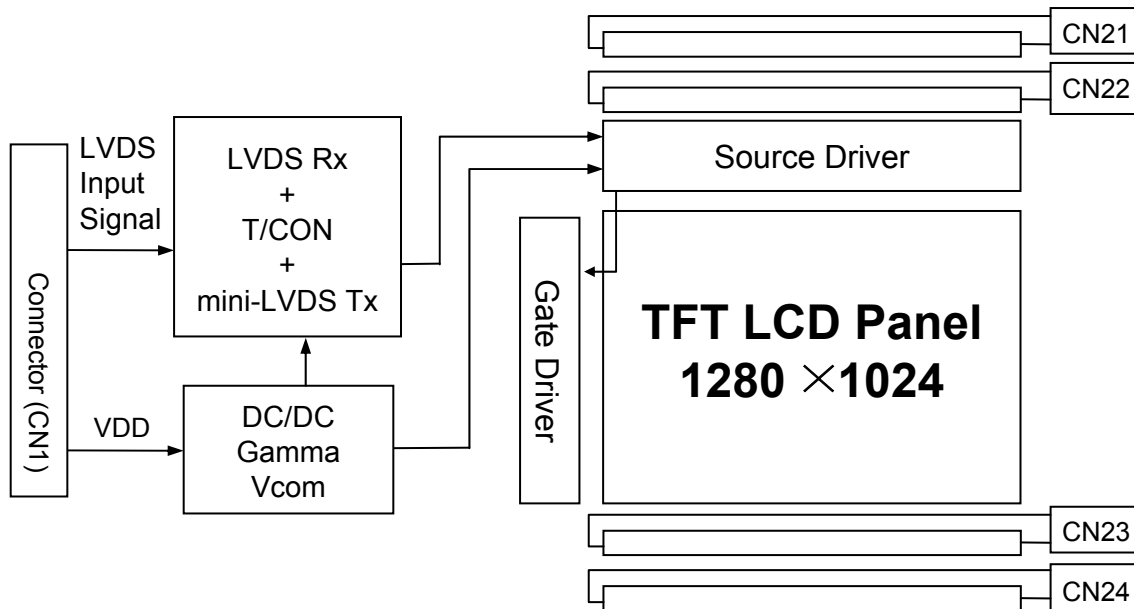 CN21
CN22
LVDS
Input
Signal
LVDS Rx
+
T/CON
+
mini-LVDS Tx
Source Driver
Connector (CN1)
Gate Driver
TFT LCD Panel
1280 ×1024
VDD
DC/DC
Gamma
Vcom
CN23
CN24